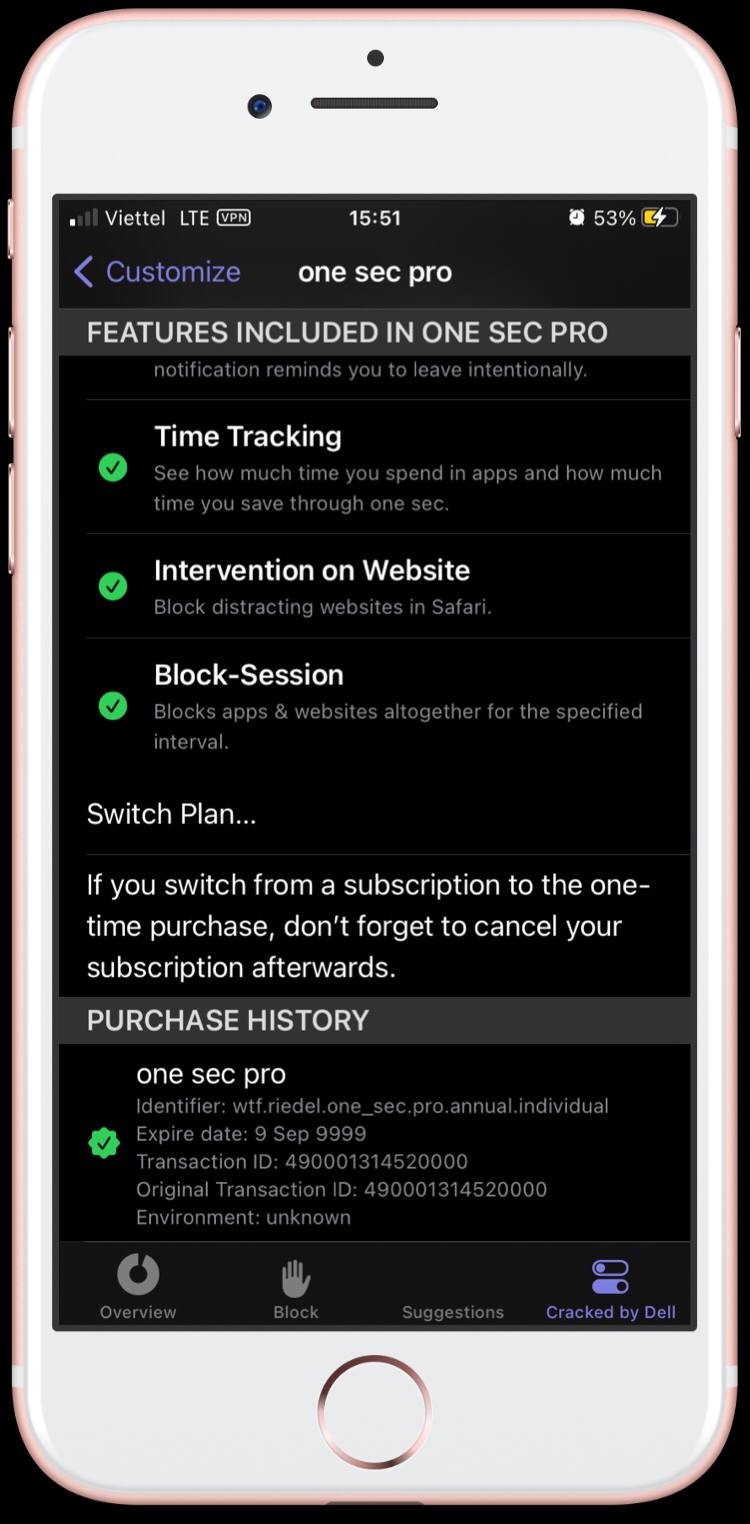 Viettel LTE VPN 15:51 53%
Customize one sec pro
FEATURES INCLUDED IN ONE SEC PRO
notification reminds you to leave intentionally.
Time Tracking
See how much time you spend in apps and how much
time you save through one sec.
Intervention on Website
Block distracting websites in Safari.
Block-Session
Blocks apps & websites altogether for the specified
interval.
Switch Plan...
If you switch from a subscription to the one-
time purchase, don’t forget to cancel your
subscription afterwards.
PURCHASE HISTORY
one sec pro
Identifier: wtf.riedel.one_sec.pro.annual.individual
Expire date: 9 Sep 9999
Transaction ID: 490001314520000
Original Transaction ID: 490001314520000
Environment: unknown
Overview Block Suggestions Cracked by Dell